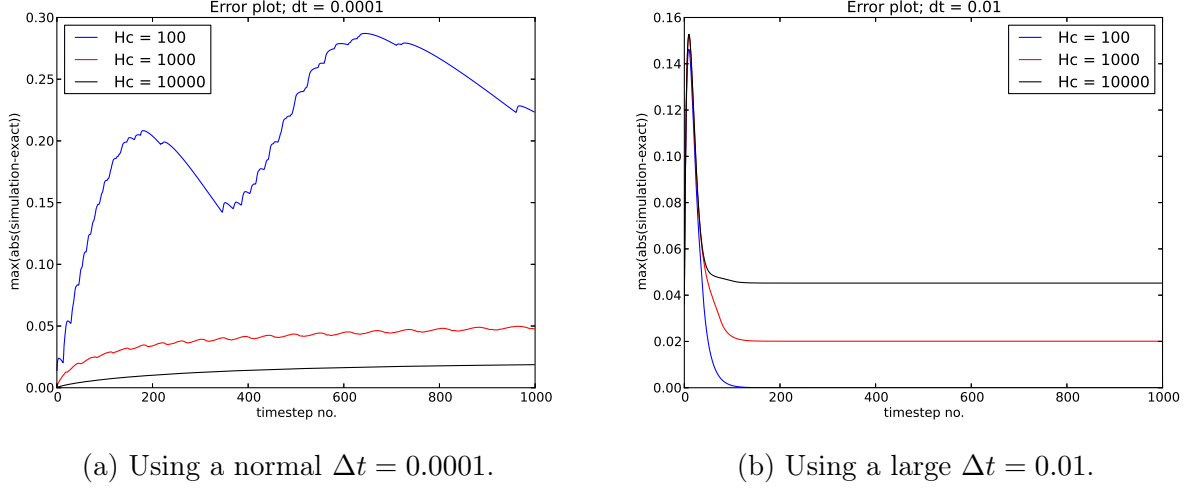 Error plot; dt = 0.0001
0.30
0.25
0.20
0.15
0.10
0.05
0.00
max(abs(simulation-exact))
Hc = 100
Hc = 1000
Hc = 10000
0 200 400 600 800 1000
timestep no.
(a) Using a normal Δt = 0.0001.
Error plot; dt = 0.01
0.16
0.14
0.12
0.10
0.08
0.06
0.04
0.02
0.00
max(abs(simulation-exact))
Hc = 100
Hc = 1000
Hc = 10000
0 200 400 600 800 1000
timestep no.
(b) Using a large Δt = 0.01.